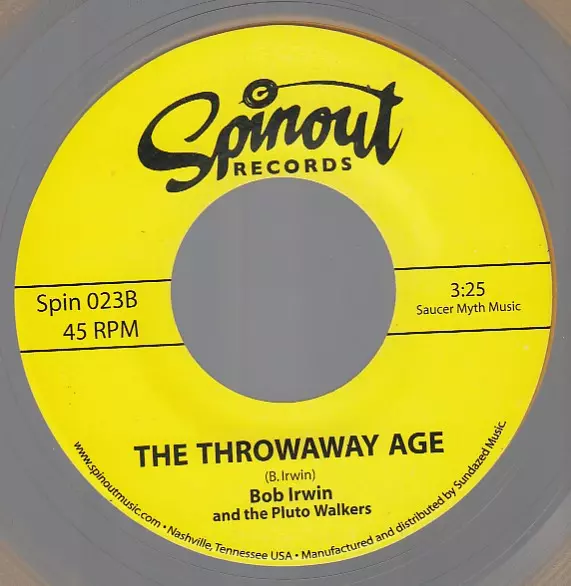 Spinout
RECORDS
Spin 023B
45 RPM
3:25
Saucer Myth Music
THE THROWAWAY AGE
(B. Irwin)
Bob Irwin
and the Pluto Walkers
www.spinoutmusic.com • Nashville, Tennessee USA • Manufactured and distributed by Sundazed Music.